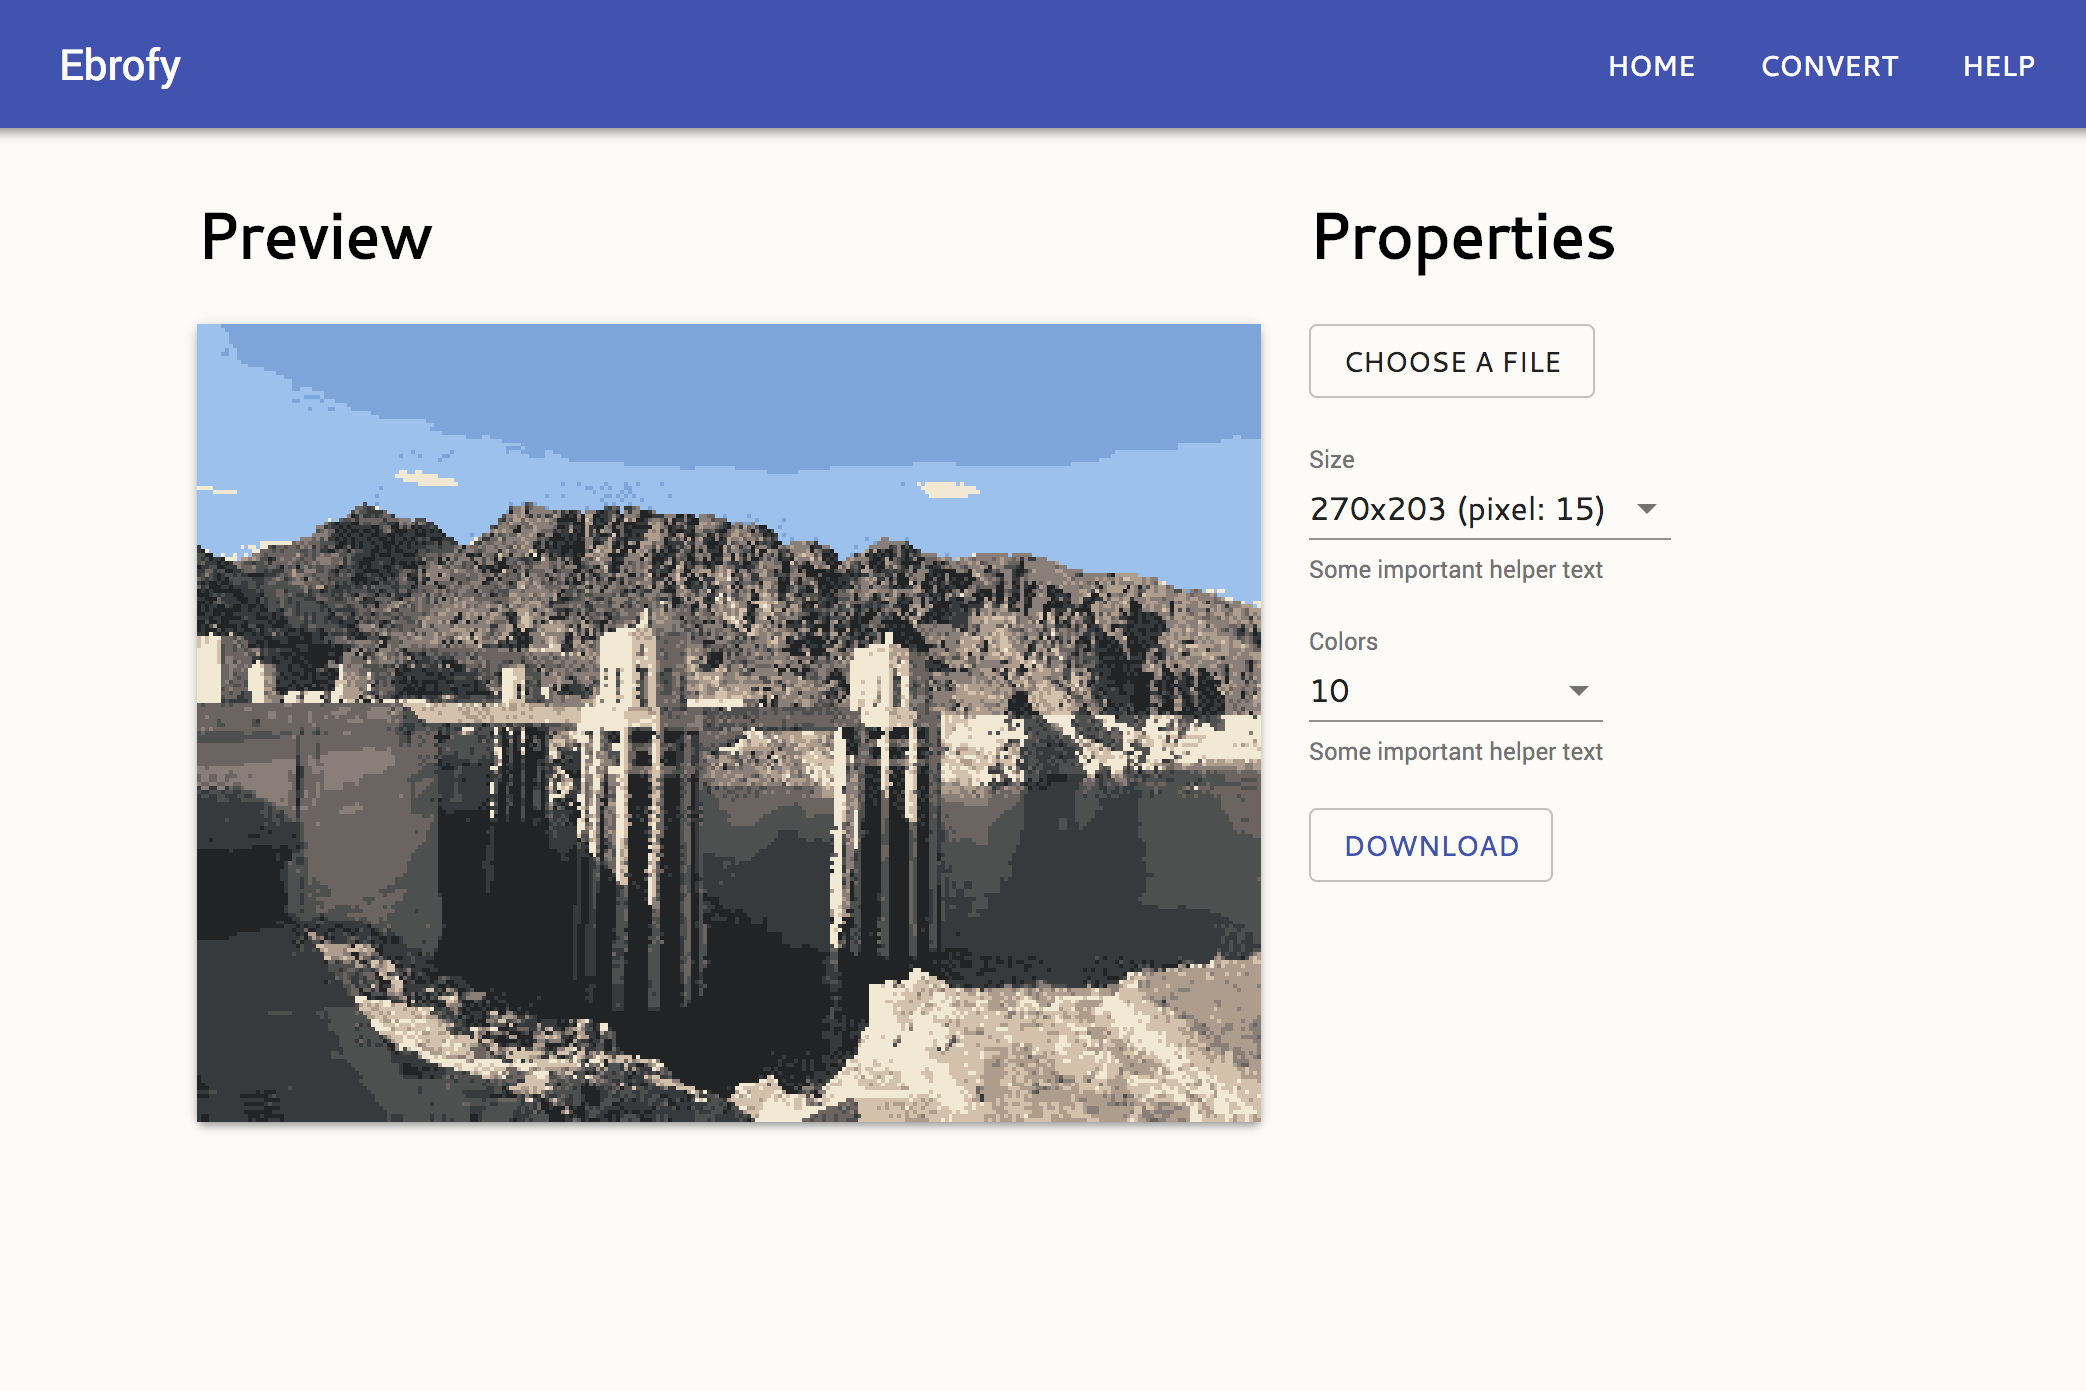 Ebrofy
HOME CONVERT HELP
Preview
Properties
CHOOSE A FILE
Size
270x203 (pixel: 15)
Some important helper text
Colors
10
Some important helper text
DOWNLOAD